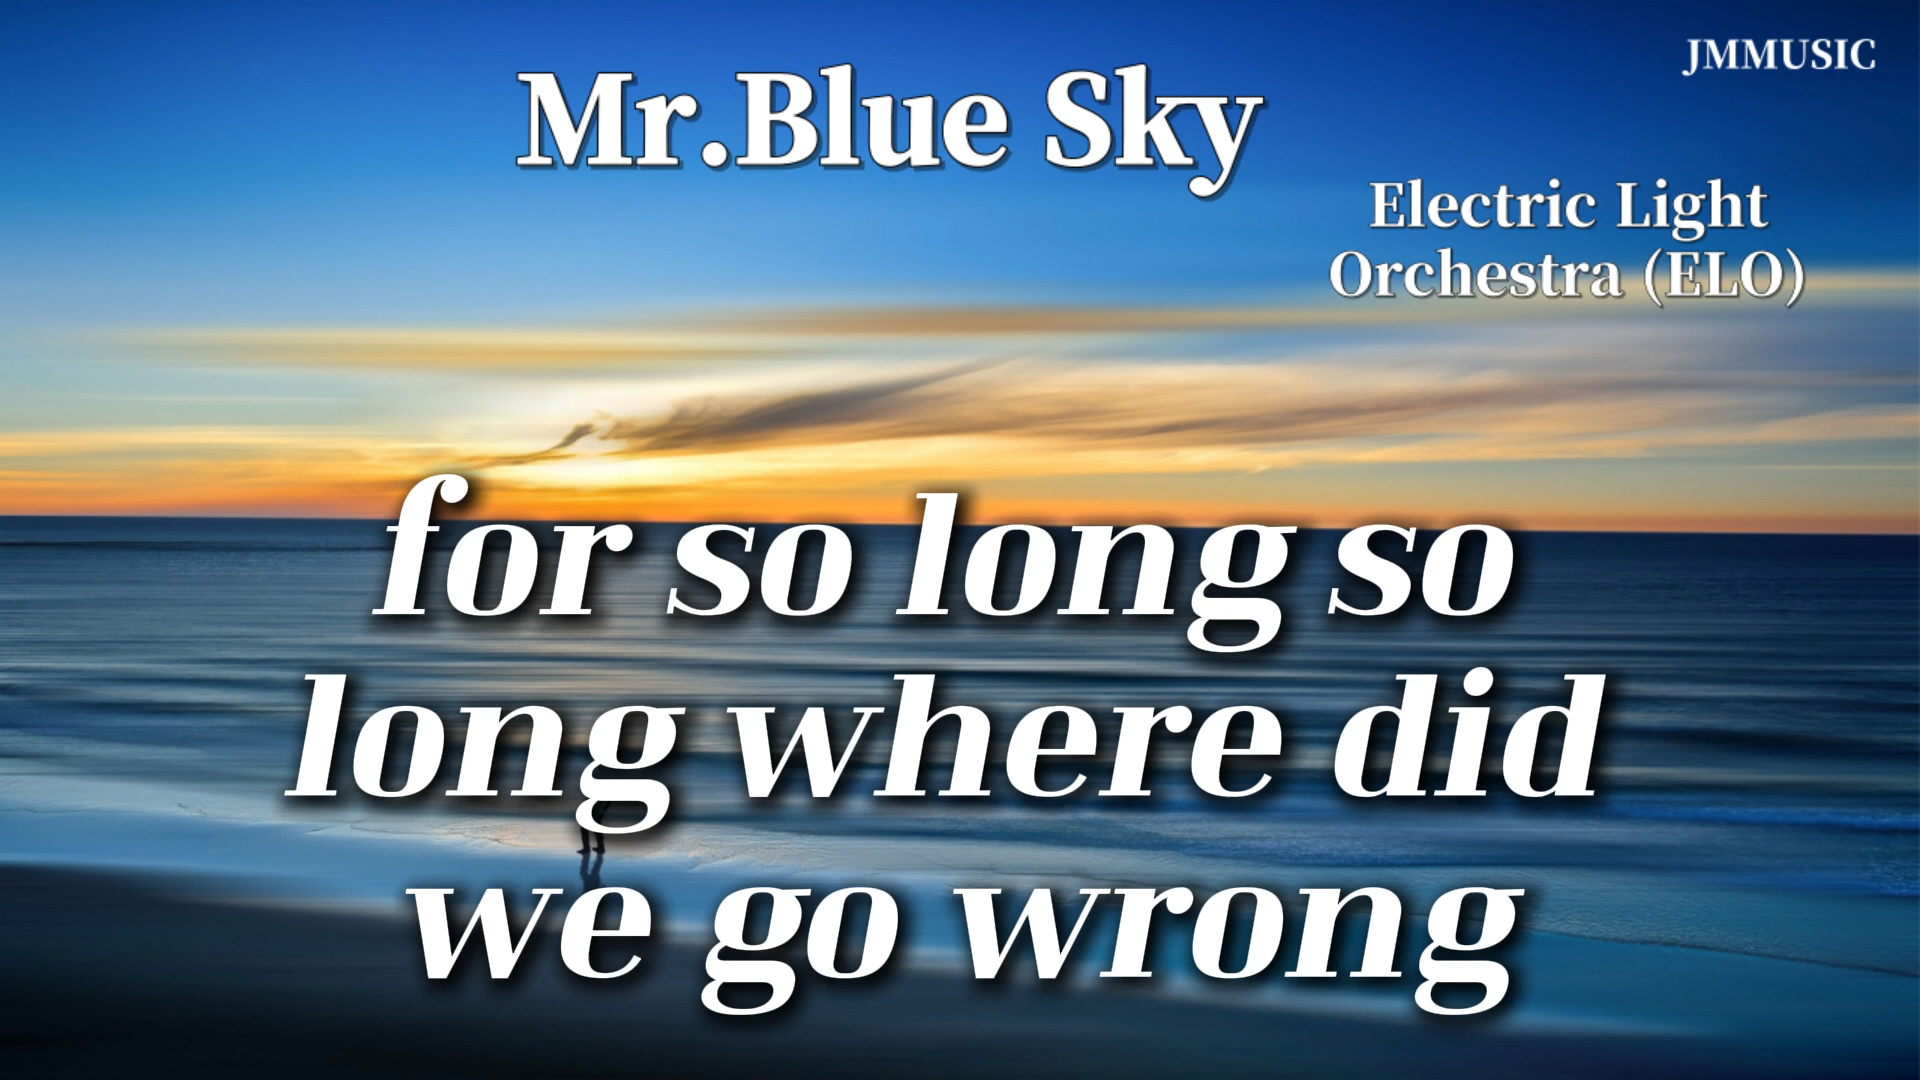 JMMUSIC
Mr.Blue Sky
Electric Light
Orchestra (ELO)
for so long so
long where did
we go wrong